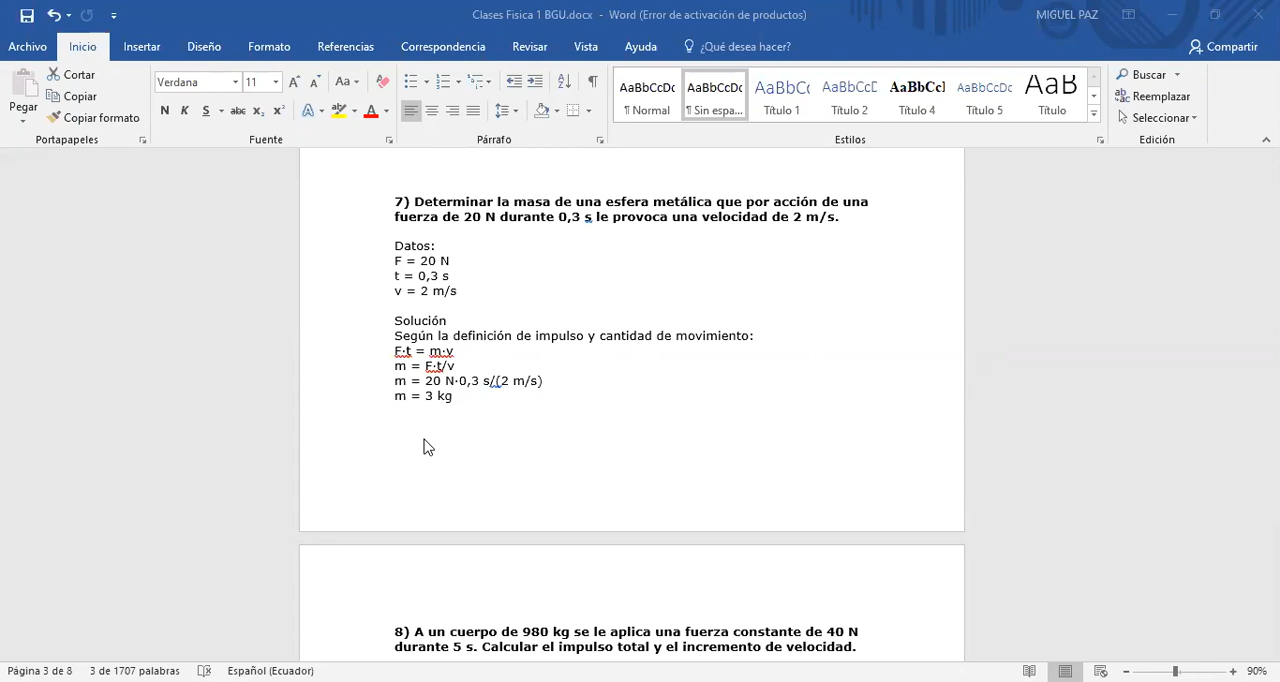 Clases Fisica 1 BGU.docx - Word (Error de activación de productos)
MIGUEL PAZ
Archivo Inicio Insertar Diseño Formato Referencias Correspondencia Revisar Vista Ayuda ¿Qué desea hacer? Compartir
Pegar
Cortar
Copiar
Copiar formato
Portapapeles
Verdana 11
Aa
N K S abc x₂ x²
A A
Fuente
Párrafo
AaBbCcDc AaBbCcDc AaBbCc AaBbCcD AaBbCcI AaBbCcDc AaB
¶ Normal ¶ Sin espa... Título 1 Título 2 Título 4 Título 5 Título
Estilos
Buscar
Reemplazar
Seleccionar
Edición
7) Determinar la masa de una esfera metálica que por acción de una
fuerza de 20 N durante 0,3 s le provoca una velocidad de 2 m/s.
Datos:
F = 20 N
t = 0,3 s
v = 2 m/s
Solución
Según la definición de impulso y cantidad de movimiento:
F·t = m·v
m = F·t/v
m = 20 N·0,3 s/(2 m/s)
m = 3 kg
8) A un cuerpo de 980 kg se le aplica una fuerza constante de 40 N
durante 5 s. Calcular el impulso total y el incremento de velocidad.
Página 3 de 8 3 de 1707 palabras Español (Ecuador) 90%